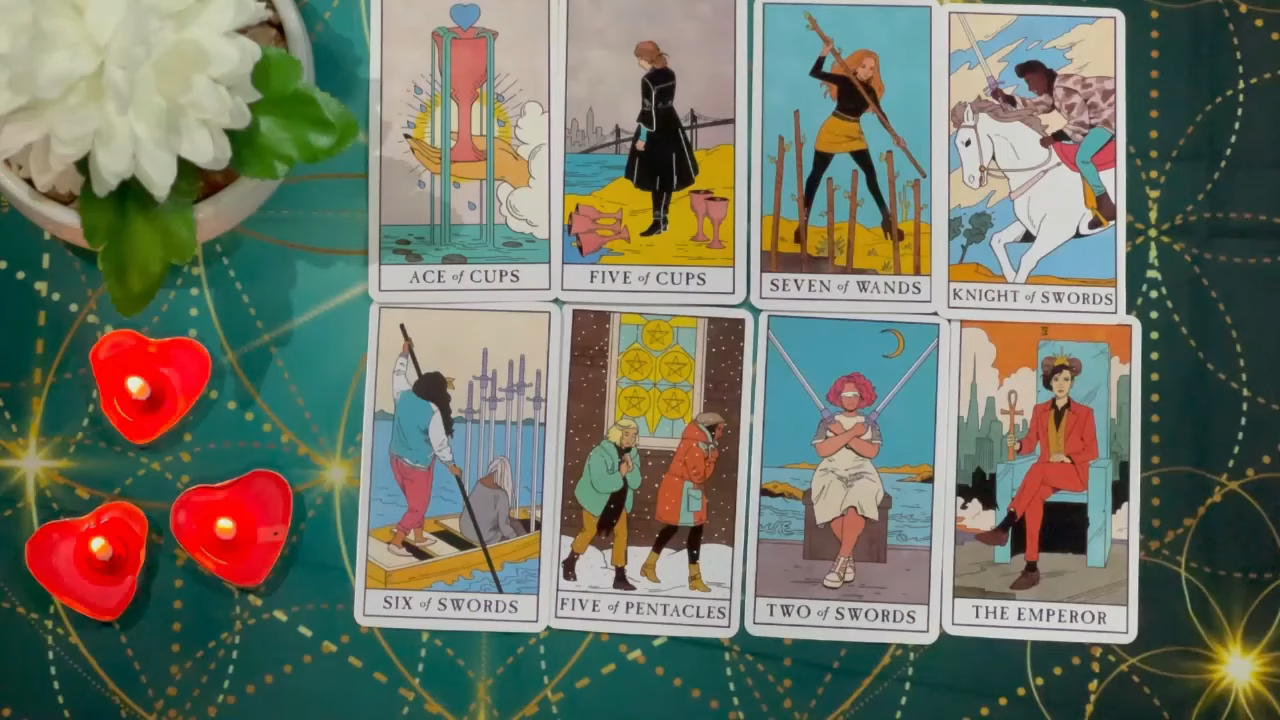 ACE of CUPS
FIVE of CUPS
SEVEN of WANDS
KNIGHT of SWORDS
IV
SIX of SWORDS
FIVE of PENTACLES
TWO of SWORDS
THE EMPEROR